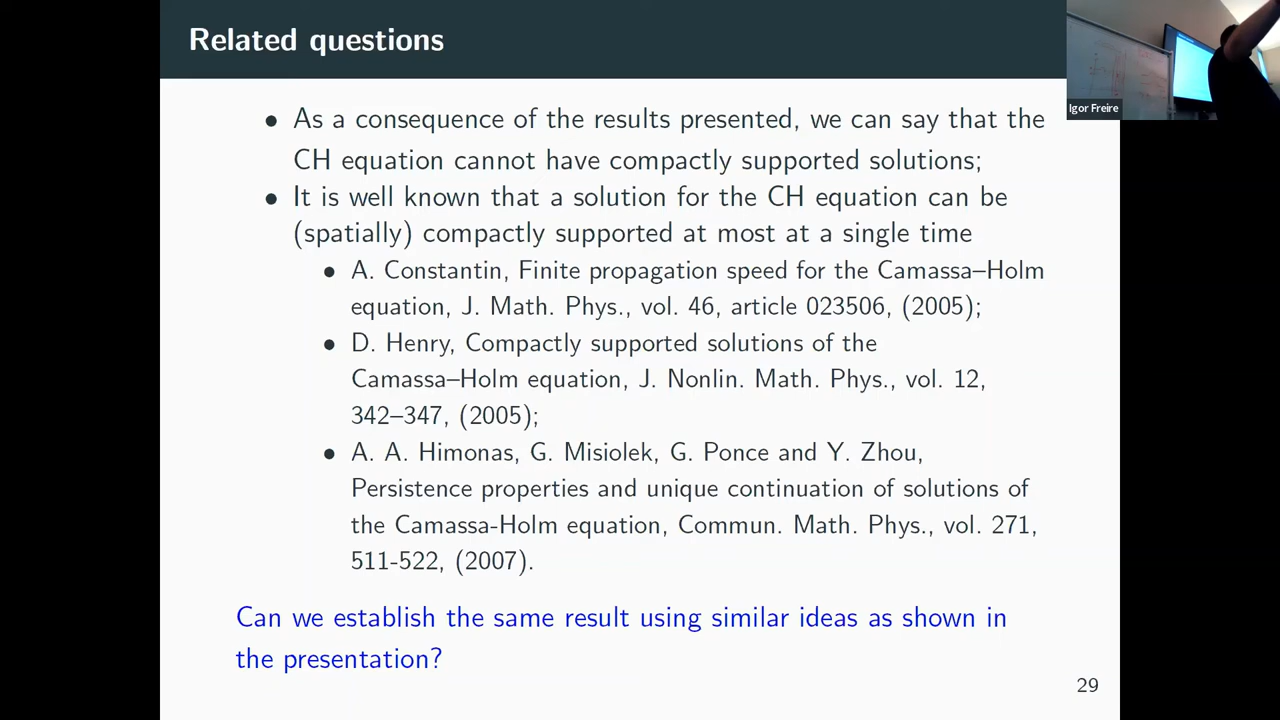 Related questions
Igor Freire
• As a consequence of the results presented, we can say that the
CH equation cannot have compactly supported solutions;
• It is well known that a solution for the CH equation can be
(spatially) compactly supported at most at a single time
• A. Constantin, Finite propagation speed for the Camassa–Holm
equation, J. Math. Phys., vol. 46, article 023506, (2005);
• D. Henry, Compactly supported solutions of the
Camassa–Holm equation, J. Nonlin. Math. Phys., vol. 12,
342–347, (2005);
• A. A. Himonas, G. Misiolek, G. Ponce and Y. Zhou,
Persistence properties and unique continuation of solutions of
the Camassa-Holm equation, Commun. Math. Phys., vol. 271,
511-522, (2007).
Can we establish the same result using similar ideas as shown in
the presentation?
29